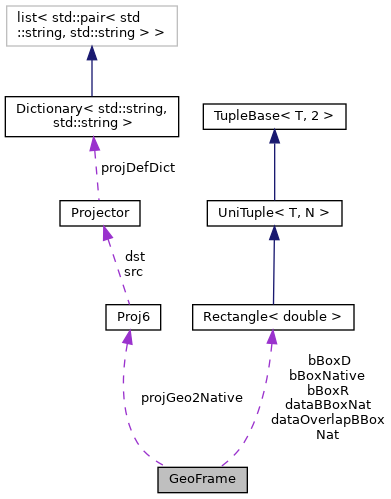 list< std::pair< std
::string, std::string > >
Dictionary< std::string,
std::string >
TupleBase< T, 2 >
projDefDict
Projector
UniTuple< T, N >
dst
src
Proj6
Rectangle< double >
projGeo2Native
bBoxD
bBoxNative
bBoxR
dataBBoxNat
dataOverlapBBox
Nat
GeoFrame